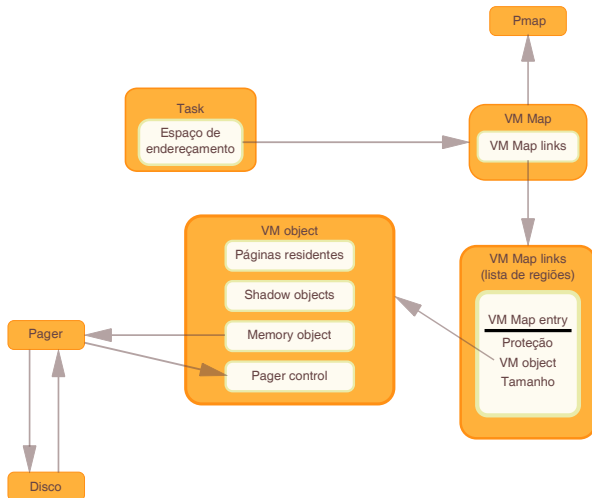 Pmap
Task
Espaço de
endereçamento
VM Map
VM Map links
VM object
Páginas residentes
Shadow objects
Memory object
Pager control
VM Map links
(lista de regiões)
VM Map entry
Proteção
VM object
Tamanho
Pager
Disco